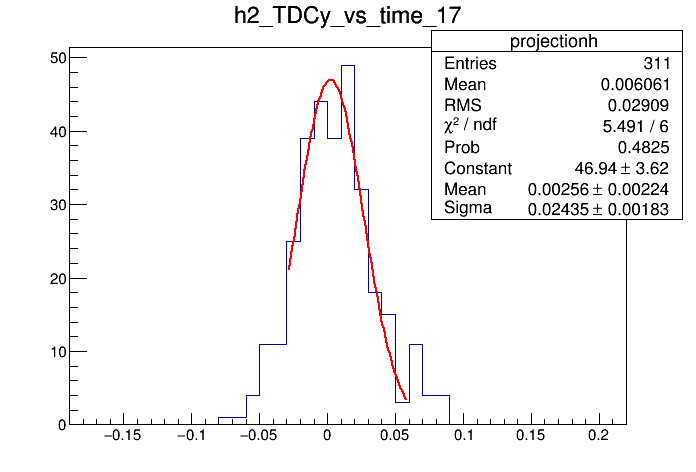 h2_TDCy_vs_time_17
projectionh
Entries 311
Mean 0.006061
RMS 0.02909
χ² / ndf 5.491 / 6
Prob 0.4825
Constant 46.94 ± 3.62
Mean 0.00256 ± 0.00224
Sigma 0.02435 ± 0.00183
50
40
30
20
10
0
−0.15 −0.1 −0.05 0 0.05 0.1 0.15 0.2